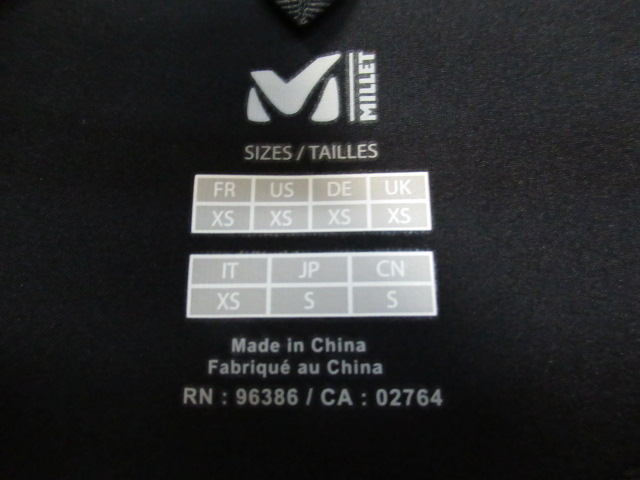 MILLET
SIZES / TAILLES
FR US DE UK
XS XS XS XS
IT JP CN
XS S S
Made in China
Fabriqué au China
RN : 96386 / CA : 02764